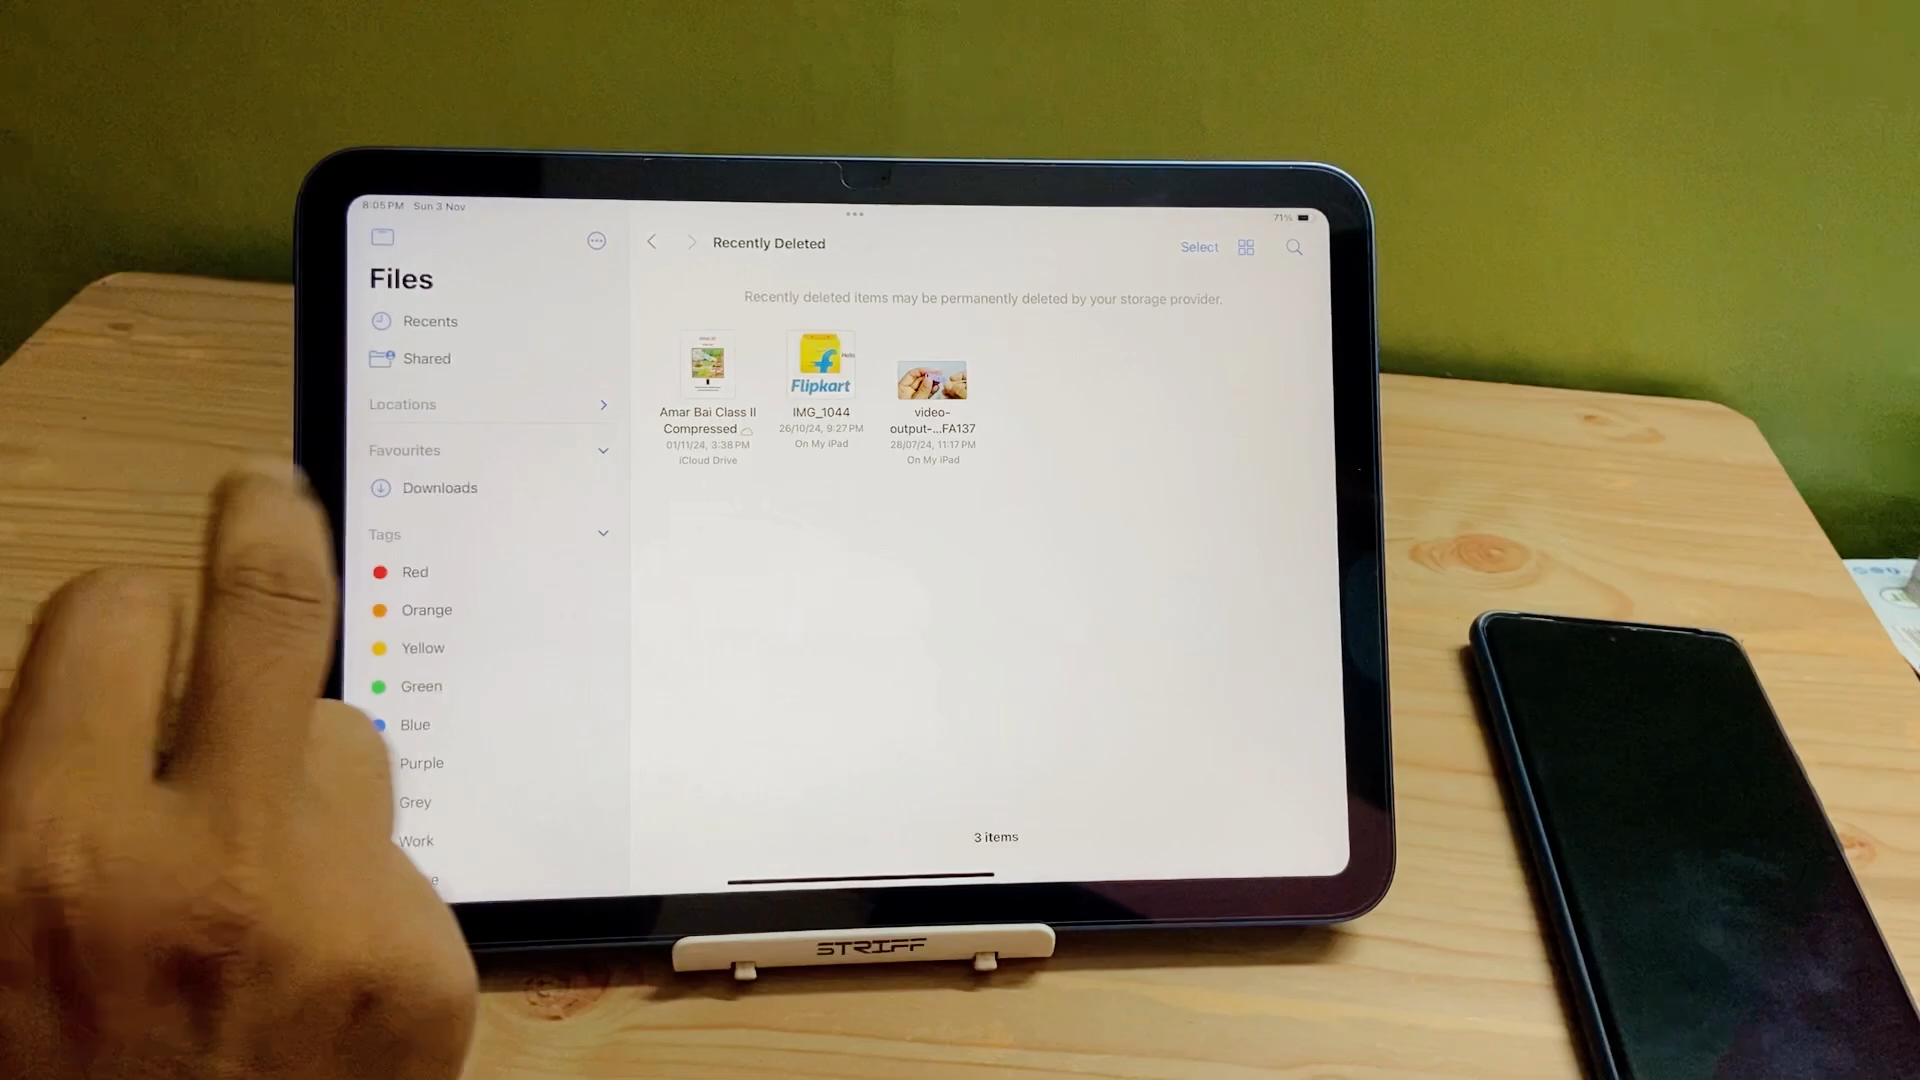 8:05 PM Sun 3 Nov
71%
Files
Recents
Shared
Locations
Favourites
Downloads
Tags
Red
Orange
Yellow
Green
Blue
Purple
Grey
Work
e
Recently Deleted
Select
Recently deleted items may be permanently deleted by your storage provider.
Amar Bai Class II
Compressed
01/11/24, 3:38 PM
iCloud Drive
Hello
Flipkart
IMG_1044
26/10/24, 9:27 PM
On My iPad
video-
output-...FA137
28/07/24, 11:17 PM
On My iPad
3 items
STRIFF